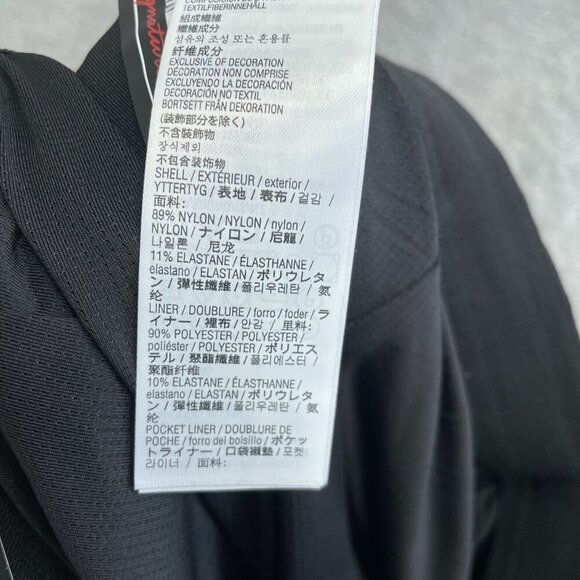 TEXTILFIBERINNEHÅLL
組成繊維
纖維成分
섬유의 조성 또는 혼용률
纤维成分
EXCLUSIVE OF DECORATION
DÉCORATION NON COMPRISE
EXCLUYENDO LA DECORACIÓN
DECORACIÓN NO TEXTIL
BORTSETT FRÅN DEKORATION
(装飾部分を除く)
不含裝飾物
장식제외
不包含装饰物
SHELL / EXTÉRIEUR / exterior /
YTTERTYG / 表地 / 表布 / 겉감 /
面料:
89% NYLON / NYLON / nylon /
NYLON / ナイロン / 尼龍 /
나일론 / 尼龙
11% ELASTANE / ÉLASTHANNE /
elastano / ELASTAN / ポリウレタ
ン / 彈性纖維 / 폴리우레탄 / 氨
纶
LINER / DOUBLURE / forro / foder / ラ
イナー / 裡布 / 안감 / 里料:
90% POLYESTER / POLYESTER /
poliéster / POLYESTER / ポリエス
テル / 聚酯纖維 / 폴리에스터 /
聚酯纤维
10% ELASTANE / ÉLASTHANNE /
elastano / ELASTAN / ポリウレタ
ン / 彈性纖維 / 폴리우레탄 / 氨
纶
POCKET LINER / DOUBLURE DE
POCHE / forro del bolsillo / ポケッ
トライナー / 口袋襯墊 / 포켓
라이너 / 面料: